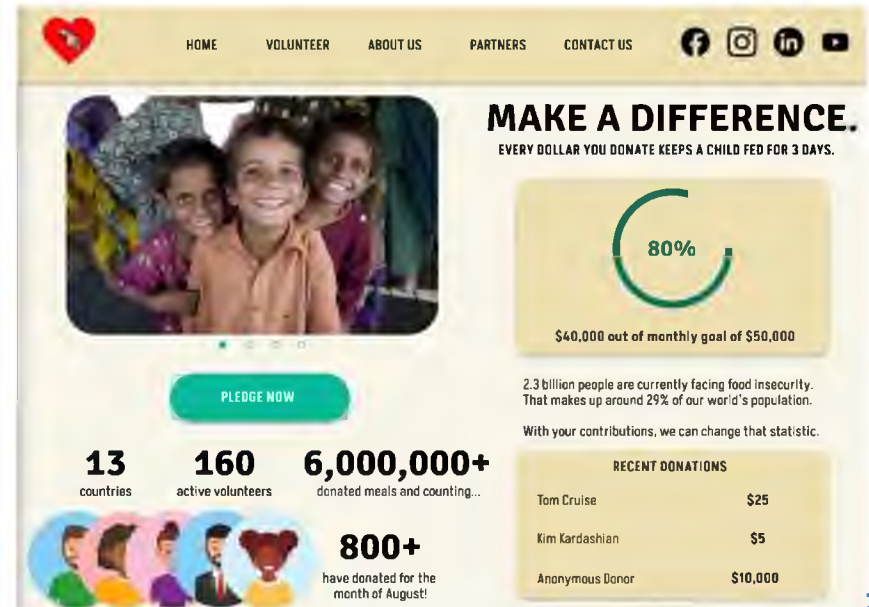 HOME VOLUNTEER ABOUT US PARTNERS CONTACT US
MAKE A DIFFERENCE.
EVERY DOLLAR YOU DONATE KEEPS A CHILD FED FOR 3 DAYS.
80%
$40,000 out of monthly goal of $50,000
PLEDGE NOW
13
countries
160
active volunteers
6,000,000+
donated meals and counting...
800+
have donated for the
month of August!
2.3 billion people are currently facing food insecurity.
That makes up around 29% of our world's population.
With your contributions, we can change that statistic.
RECENT DONATIONS
Tom Cruise $25
Kim Kardashian $5
Anonymous Donor $10,000